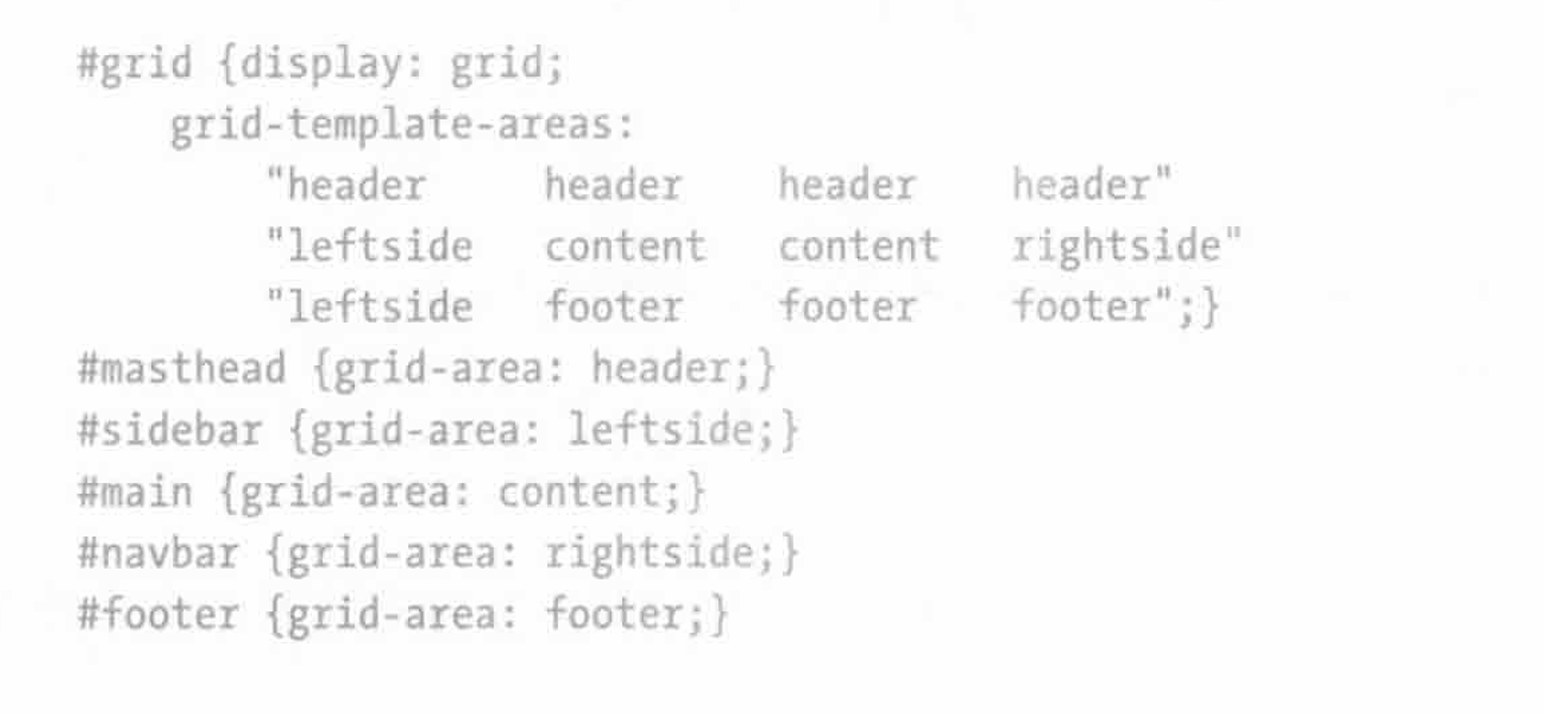 #grid {display: grid;
    grid-template-areas:
        "header     header    header    header"
        "leftside   content   content   rightside"
        "leftside   footer    footer    footer";}
#masthead {grid-area: header;}
#sidebar {grid-area: leftside;}
#main {grid-area: content;}
#navbar {grid-area: rightside;}
#footer {grid-area: footer;}